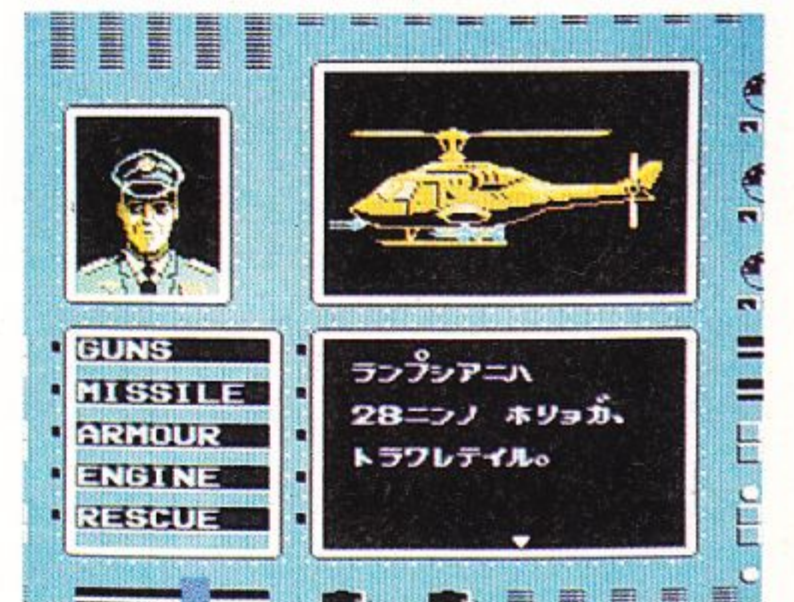 GUNS
MISSILE
ARMOUR
ENGINE
RESCUE
ランプシアニハ
28ニンノ ホリョガ、
トラワレテイル。